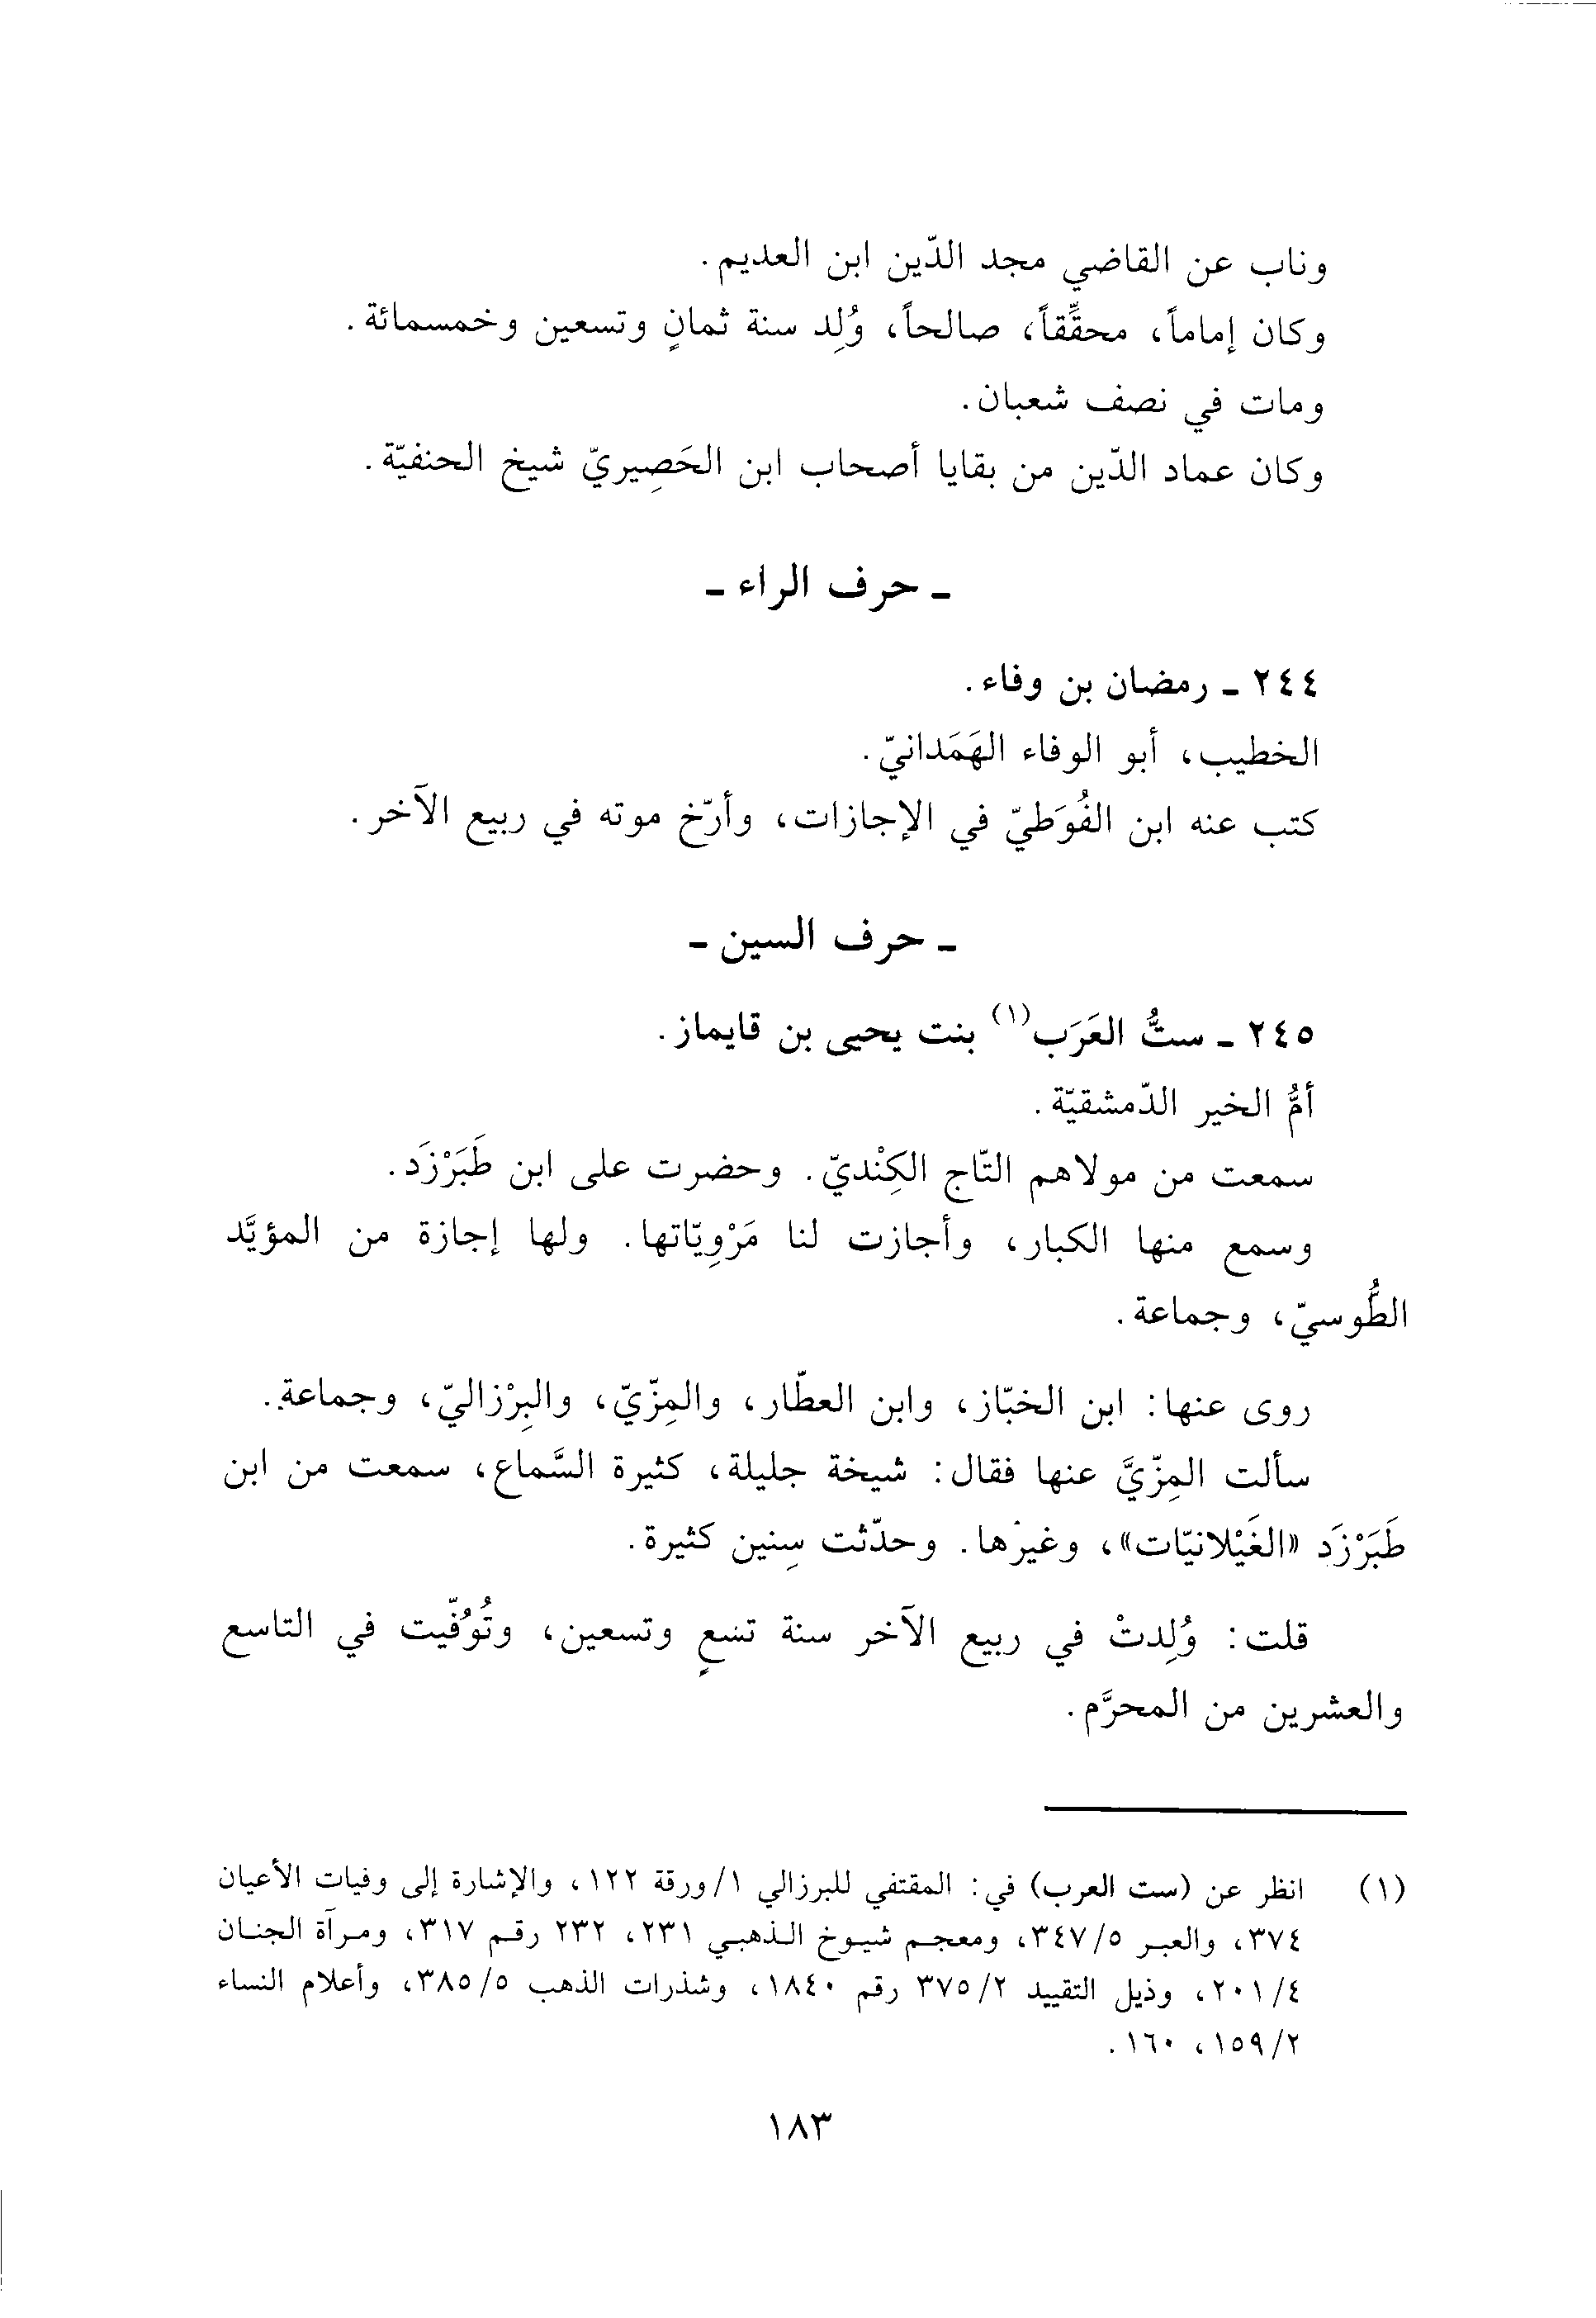 وناب عن القاضي مجد الدّين ابن العديم.
وكان إماماً، محقِّقاً، صالحاً، وُلِد سنة ثمانٍ وتسعين وخمسمائة.
ومات في نصف شعبان.
وكان عماد الدّين من بقايا أصحاب ابن الحَصِيريّ شيخ الحنفيّة.
ـ حرف الراء ـ
٢٤٤ ـ رمضان بن وفاء.
الخطيب، أبو الوفاء الهَمَدانيّ.
كتب عنه ابن الفُوَطيّ في الإجازات، وأرّخ موته في ربيع الآخر.
ـ حرف السين ـ
٢٤٥ ـ ستُّ العَرَب(١) بنت يحيى بن قايماز.
أمُّ الخير الدّمشقيّة.
سمعت من مولاهم التّاج الكِنْديّ. وحضرت على ابن طَبَرْزَد.
وسمع منها الكبار، وأجازت لنا مَرْوِيّاتها. ولها إجازة من المؤيَّد
الطُّوسيّ، وجماعة.
روى عنها: ابن الخبّاز، وابن العطّار، والمِزّيّ، والبِرْزاليّ، وجماعة.
سألت المِزّيَّ عنها فقال: شيخة جليلة، كثيرة السَّماع، سمعت من ابن
طَبَرْزَد «الغَيْلانيّات»، وغيرْها. وحدّثت سِنين كثيرة.
قلت: وُلِدتْ في ربيع الآخر سنة تسعٍ وتسعين، وتُوُفّيت في التاسع
والعشرين من المحرَّم.
(١) انظر عن (ست العرب) في: المقتفي للبرزالي ١/ورقة ١٢٢، والإشارة إلى وفيات الأعيان
٣٧٤، والعبر ٣٤٧/٥، ومعجم شيوخ الذهبي ٢٣١، ٢٣٢ رقم ٣١٧، ومرآة الجنان
٢٠١/٤، وذيل التقييد ٣٧٥/٢ رقم ١٨٤٠، وشذرات الذهب ٣٨٥/٥، وأعلام النساء
١٥٩/٢، ١٦٠.
١٨٣